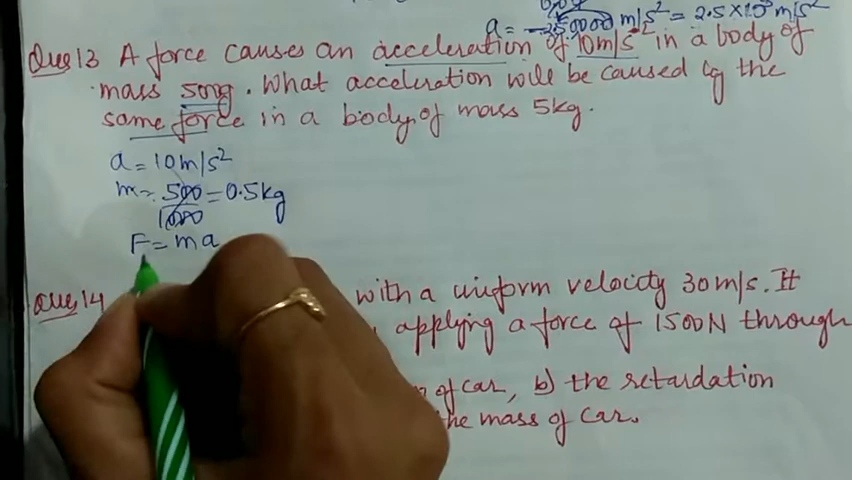 a = -250000 m/s² = 2.5×10⁵ m/s²
Que 13 A force causes an acceleration of 10m/s² in a body of
mass 500g. What acceleration will be caused by the
same force in a body of mass 5kg.
a = 10m/s²
m = 500/1000 = 0.5kg
F = ma
Que 14 with a uniform velocity 30m/s. It
applying a force of 1500N through
of car, b) the retardation
the mass of car.